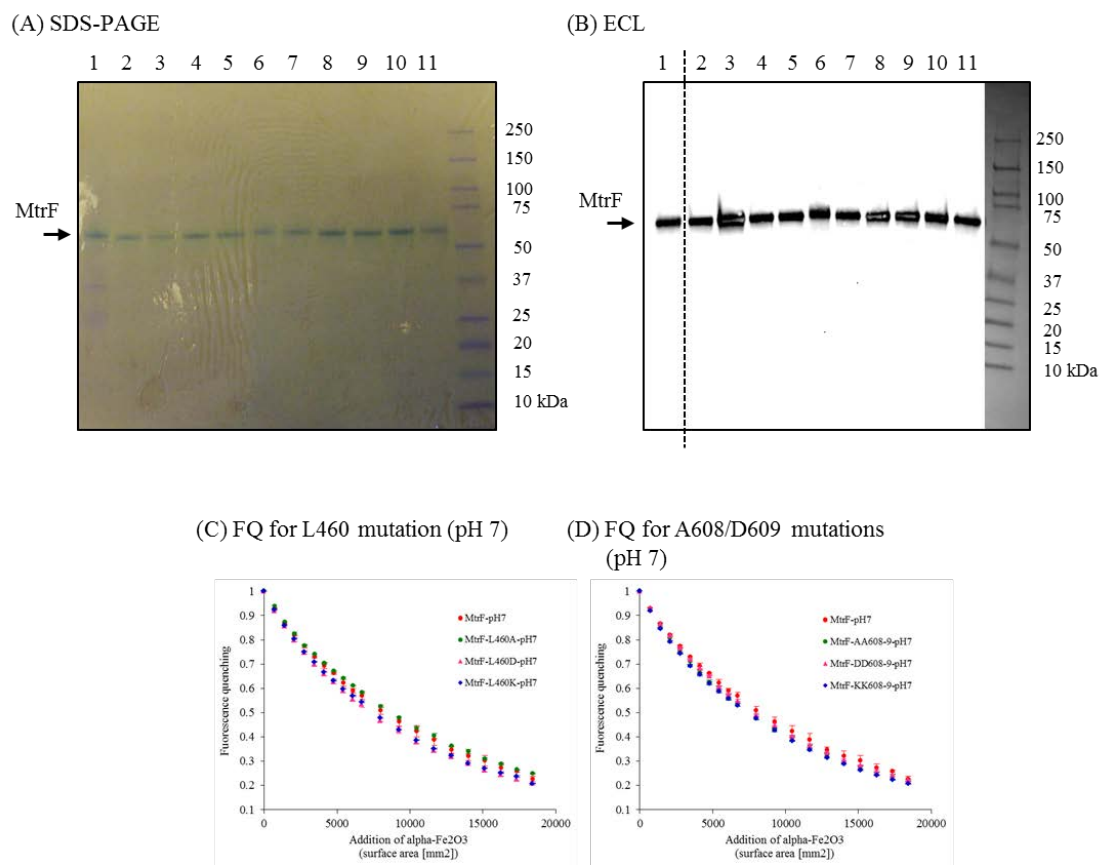 (A) SDS-PAGE
1 2 3 4 5 6 7 8 9 10 11
MtrF
250
150
100
75
50
37
25
20
15
10 kDa
(B) ECL
1 2 3 4 5 6 7 8 9 10 11
MtrF
250
150
100
75
50
37
25
20
15
10 kDa
(C) FQ for L460 mutation (pH 7)
Fuorescence quenching
1
0.9
0.8
0.7
0.6
0.5
0.4
0.3
0.2
0.1
MtrF-pH7
MtrF-L460A-pH7
MtrF-L460D-pH7
MtrF-L460K-pH7
0 5000 10000 15000 20000
Addition of alpha-Fe2O3
(surface area [mm2])
(D) FQ for A608/D609 mutations
(pH 7)
Fuorescence quenching
1
0.9
0.8
0.7
0.6
0.5
0.4
0.3
0.2
0.1
MtrF-pH7
MtrF-AA608-9-pH7
MtrF-DD608-9-pH7
MtrF-KK608-9-pH7
0 5000 10000 15000 20000
Addition of alpha-Fe2O3
(surface area [mm2])